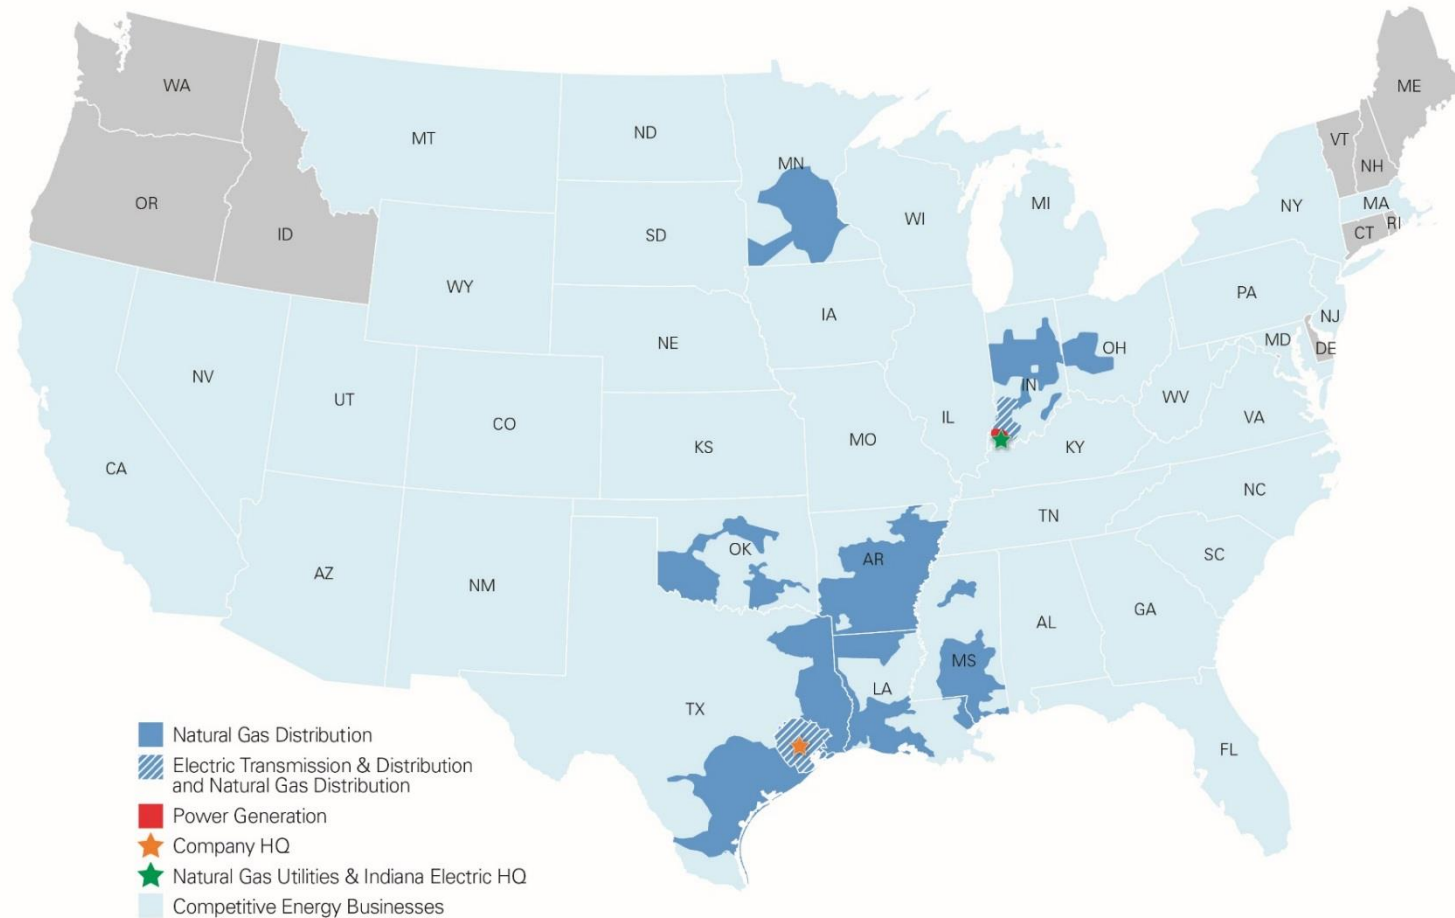 WA
MT
ND
MN
ME
VT
NH
OR
ID
SD
WI
MI
NY
MA
CT
RI
WY
IA
PA
NJ
NE
OH
MD
DE
NV
UT
IN
CO
IL
WV
VA
CA
KS
MO
KY
NC
TN
OK
AR
SC
AZ
NM
AL
GA
MS
LA
TX
FL
Natural Gas Distribution
Electric Transmission & Distribution
and Natural Gas Distribution
Power Generation
Company HQ
Natural Gas Utilities & Indiana Electric HQ
Competitive Energy Businesses